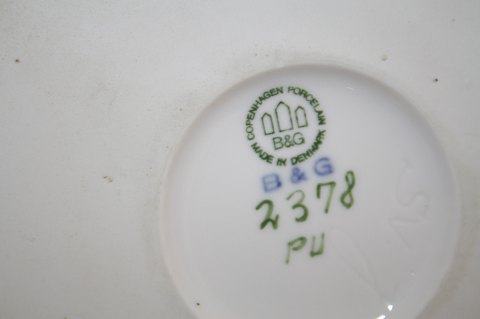 COPENHAGEN PORCELAIN
B&G
MADE IN DENMARK
B & G
2378
PU